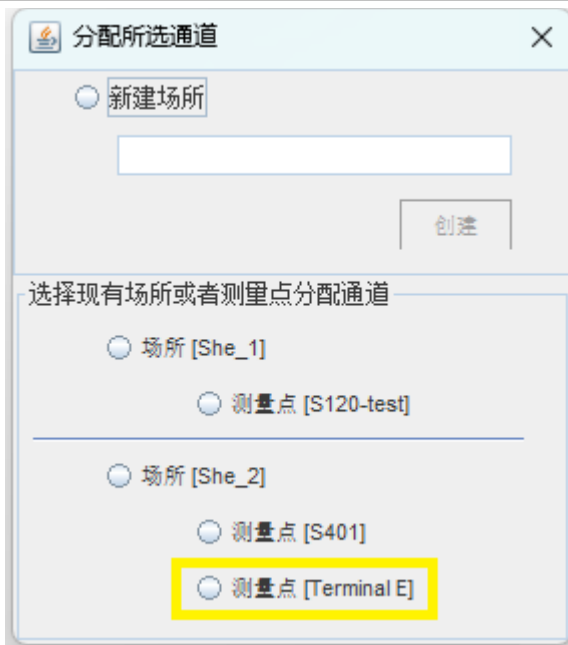 分配所选通道
新建场所
创建
选择现有场所或者测量点分配通道
场所 [She_1]
测量点 [S120-test]
场所 [She_2]
测量点 [S401]
测量点 [Terminal E]